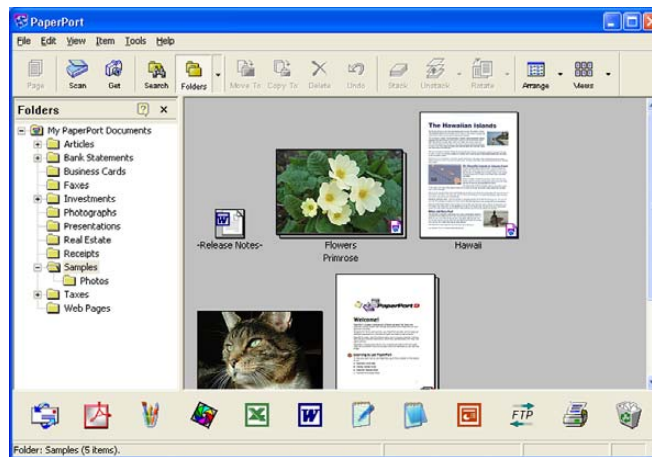 PaperPort
File Edit View Item Tools Help
Page Scan Get Search Folders Move To Copy To Delete Undo Stack Unstack Rotate Arrange Views
Folders
My PaperPort Documents
Articles
Bank Statements
Business Cards
Faxes
Investments
Photographs
Presentations
Real Estate
Receipts
Samples
Photos
Taxes
Web Pages
The Hawaiian Islands
-Release Notes-
Flowers
Primrose
Hawaii
PaperPort 9
Welcome!
FTP
Folder: Samples (5 items).